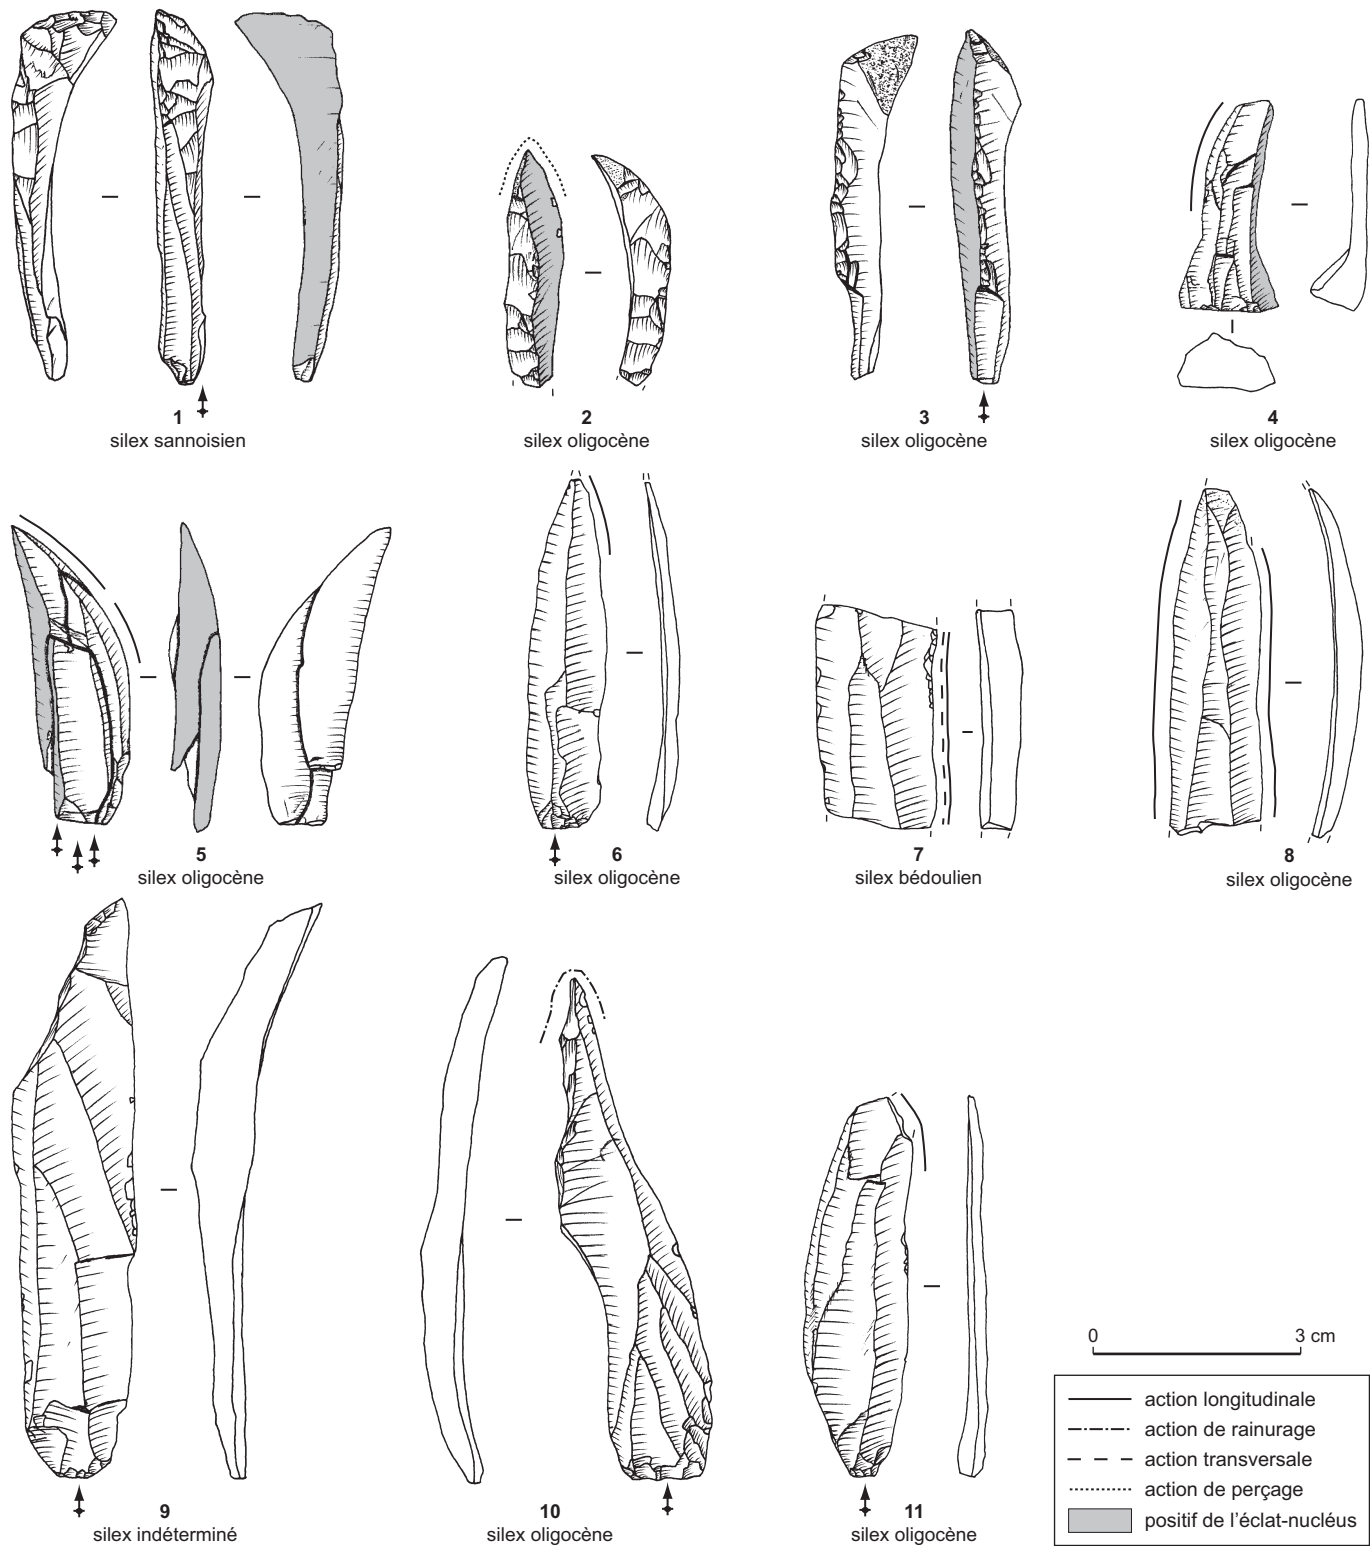 1
silex sannoisien
2
silex oligocène
3
silex oligocène
4
silex oligocène
5
silex oligocène
6
silex oligocène
7
silex bédoulien
8
silex oligocène
9
silex indéterminé
10
silex oligocène
11
silex oligocène
0 3 cm
action longitudinale
action de rainurage
action transversale
action de perçage
positif de l'éclat-nucléus